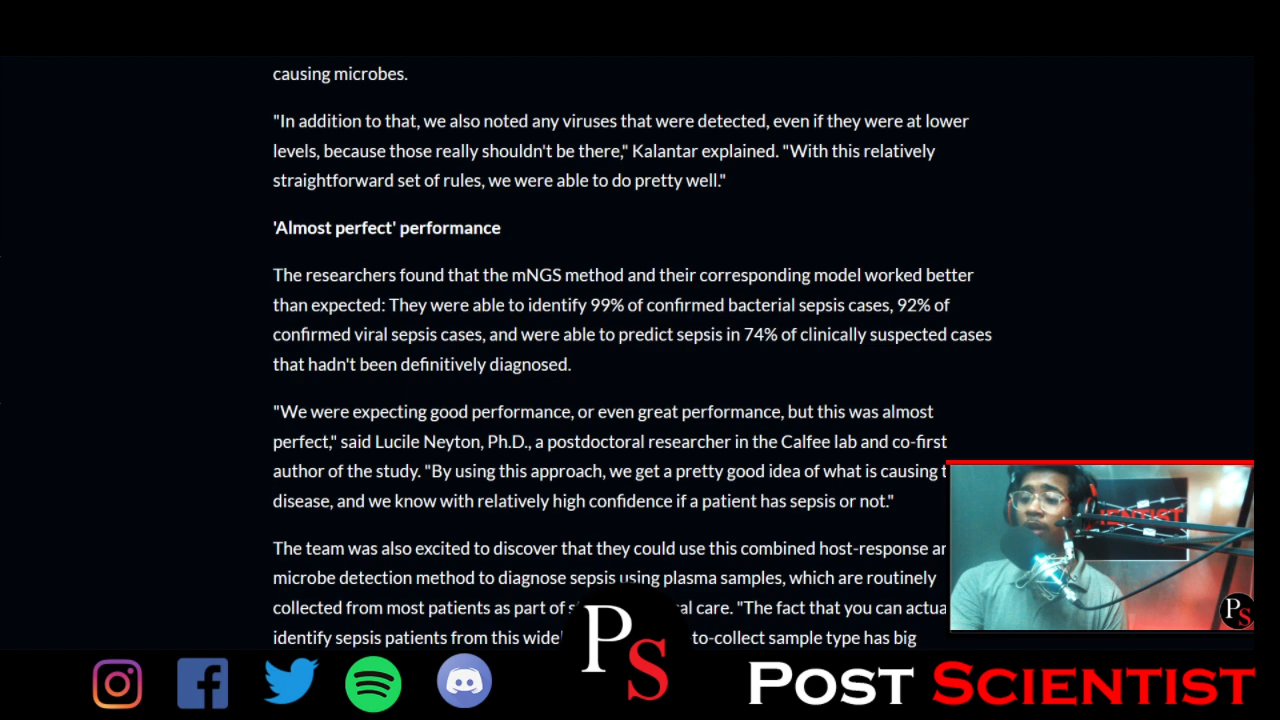 causing microbes.
"In addition to that, we also noted any viruses that were detected, even if they were at lower
levels, because those really shouldn't be there," Kalantar explained. "With this relatively
straightforward set of rules, we were able to do pretty well."
'Almost perfect' performance
The researchers found that the mNGS method and their corresponding model worked better
than expected: They were able to identify 99% of confirmed bacterial sepsis cases, 92% of
confirmed viral sepsis cases, and were able to predict sepsis in 74% of clinically suspected cases
that hadn't been definitively diagnosed.
"We were expecting good performance, or even great performance, but this was almost
perfect," said Lucile Neyton, Ph.D., a postdoctoral researcher in the Calfee lab and co-first
author of the study. "By using this approach, we get a pretty good idea of what is causing
disease, and we know with relatively high confidence if a patient has sepsis or not."
The team was also excited to discover that they could use this combined host-response
microbe detection method to diagnose sepsis using plasma samples, which are routinely
collected from most patients as part of care. "The fact that you can
identify sepsis patients from this to-collect sample type has big
IENTIST
PS
PS
POST SCIENTIST